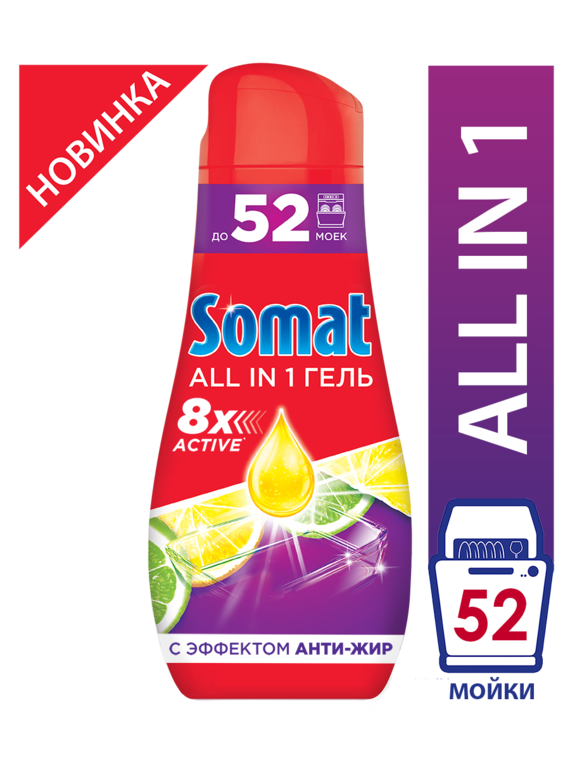 НОВИНКА
до 52 МОЕК
Somat
ALL IN 1 ГЕЛЬ
8x
ACTIVE*
С ЭФФЕКТОМ АНТИ-ЖИР
ALL IN 1
52
МОЙКИ